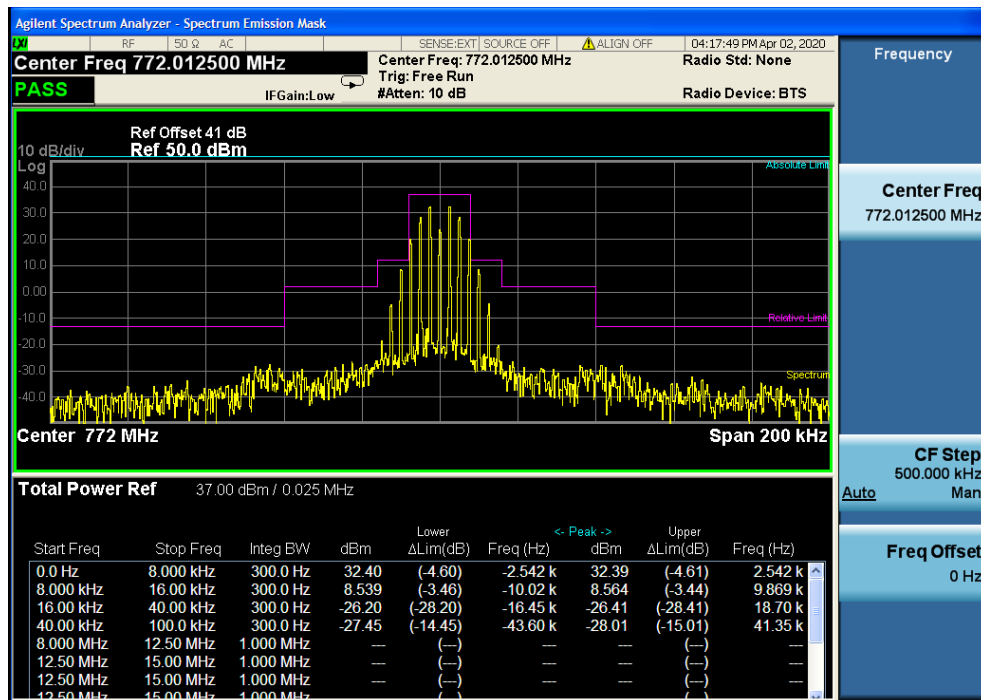 Agilent Spectrum Analyzer - Spectrum Emission Mask
LXI RF 50 Ω AC SENSE:EXT SOURCE OFF ALIGN OFF 04:17:49 PM Apr 02, 2020
Center Freq 772.012500 MHz
Center Freq: 772.012500 MHz
Radio Std: None
Trig: Free Run
PASS
IFGain:Low
#Atten: 10 dB
Radio Device: BTS
Ref Offset 41 dB
10 dB/div Ref 50.0 dBm
Log
Absolute Limit
40.0
30.0
20.0
10.0
0.00
-10.0
Relative Limit
-20.0
-30.0
Spectrum
-40.0
Center 772 MHz Span 200 kHz
Total Power Ref 37.00 dBm / 0.025 MHz
Lower <- Peak -> Upper
Start Freq Stop Freq Integ BW dBm ΔLim(dB) Freq (Hz) dBm ΔLim(dB) Freq (Hz)
0.0 Hz 8.000 kHz 300.0 Hz 32.40 (-4.60) -2.542 k 32.39 (-4.61) 2.542 k
8.000 kHz 16.00 kHz 300.0 Hz 8.539 (-3.46) -10.02 k 8.564 (-3.44) 9.869 k
16.00 kHz 40.00 kHz 300.0 Hz -26.20 (-28.20) -16.45 k -26.41 (-28.41) 18.70 k
40.00 kHz 100.0 kHz 300.0 Hz -27.45 (-14.45) -43.60 k -28.01 (-15.01) 41.35 k
8.000 MHz 12.50 MHz 1.000 MHz --- (---) --- --- (---) ---
12.50 MHz 15.00 MHz 1.000 MHz --- (---) --- --- (---) ---
12.50 MHz 15.00 MHz 1.000 MHz --- (---) --- --- (---) ---
12.50 MHz 15.00 MHz 1.000 MHz
Frequency
Center Freq
772.012500 MHz
CF Step
500.000 kHz
Auto Man
Freq Offset
0 Hz